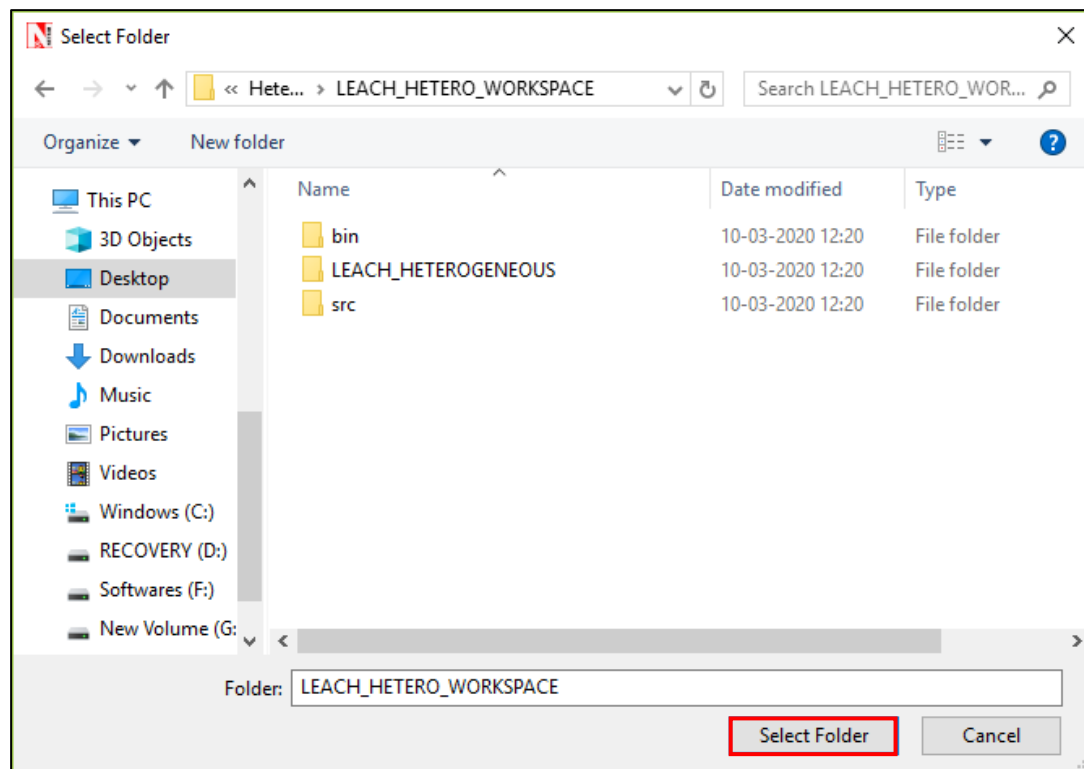 Select Folder
« Hete... › LEACH_HETERO_WORKSPACE
Search LEACH_HETERO_WOR...
Organize
New folder
?
Name
Date modified
Type
This PC
3D Objects
Desktop
Documents
Downloads
Music
Pictures
Videos
Windows (C:)
RECOVERY (D:)
Softwares (F:)
New Volume (G:
bin 10-03-2020 12:20 File folder
LEACH_HETEROGENEOUS 10-03-2020 12:20 File folder
src 10-03-2020 12:20 File folder
Folder: LEACH_HETERO_WORKSPACE
Select Folder
Cancel